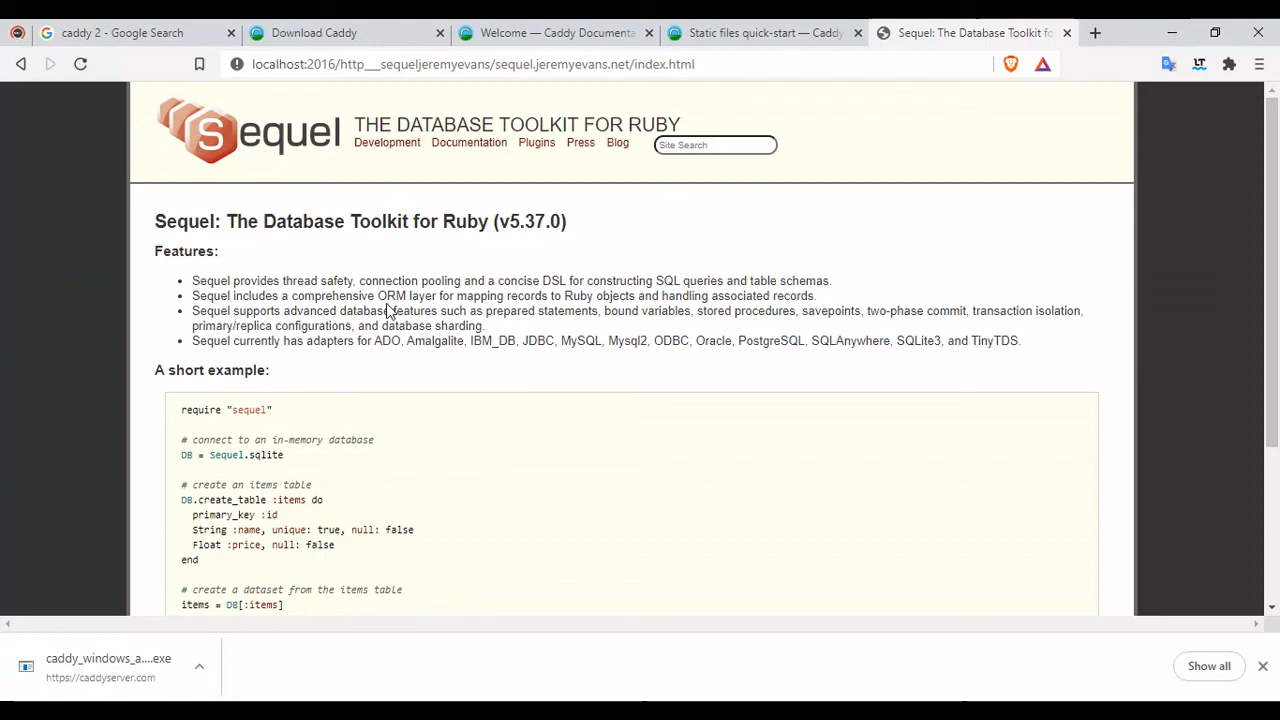 caddy 2 - Google Search
Download Caddy
Welcome — Caddy Documenta
Static files quick-start — Caddy
Sequel: The Database Toolkit fo
localhost:2016/http___sequeljeremyevans/sequel.jeremyevans.net/index.html
Sequel
THE DATABASE TOOLKIT FOR RUBY
Development Documentation Plugins Press Blog
Site Search
Sequel: The Database Toolkit for Ruby (v5.37.0)
Features:
• Sequel provides thread safety, connection pooling and a concise DSL for constructing SQL queries and table schemas.
• Sequel includes a comprehensive ORM layer for mapping records to Ruby objects and handling associated records.
• Sequel supports advanced database features such as prepared statements, bound variables, stored procedures, savepoints, two-phase commit, transaction isolation,
primary/replica configurations, and database sharding.
• Sequel currently has adapters for ADO, Amalgalite, IBM_DB, JDBC, MySQL, Mysql2, ODBC, Oracle, PostgreSQL, SQLAnywhere, SQLite3, and TinyTDS.
A short example:
require "sequel"
# connect to an in-memory database
DB = Sequel.sqlite
# create an items table
DB.create_table :items do
primary_key :id
String :name, unique: true, null: false
Float :price, null: false
end
# create a dataset from the items table
items = DB[:items]
caddy_windows_a....exe
https://caddyserver.com
Show all